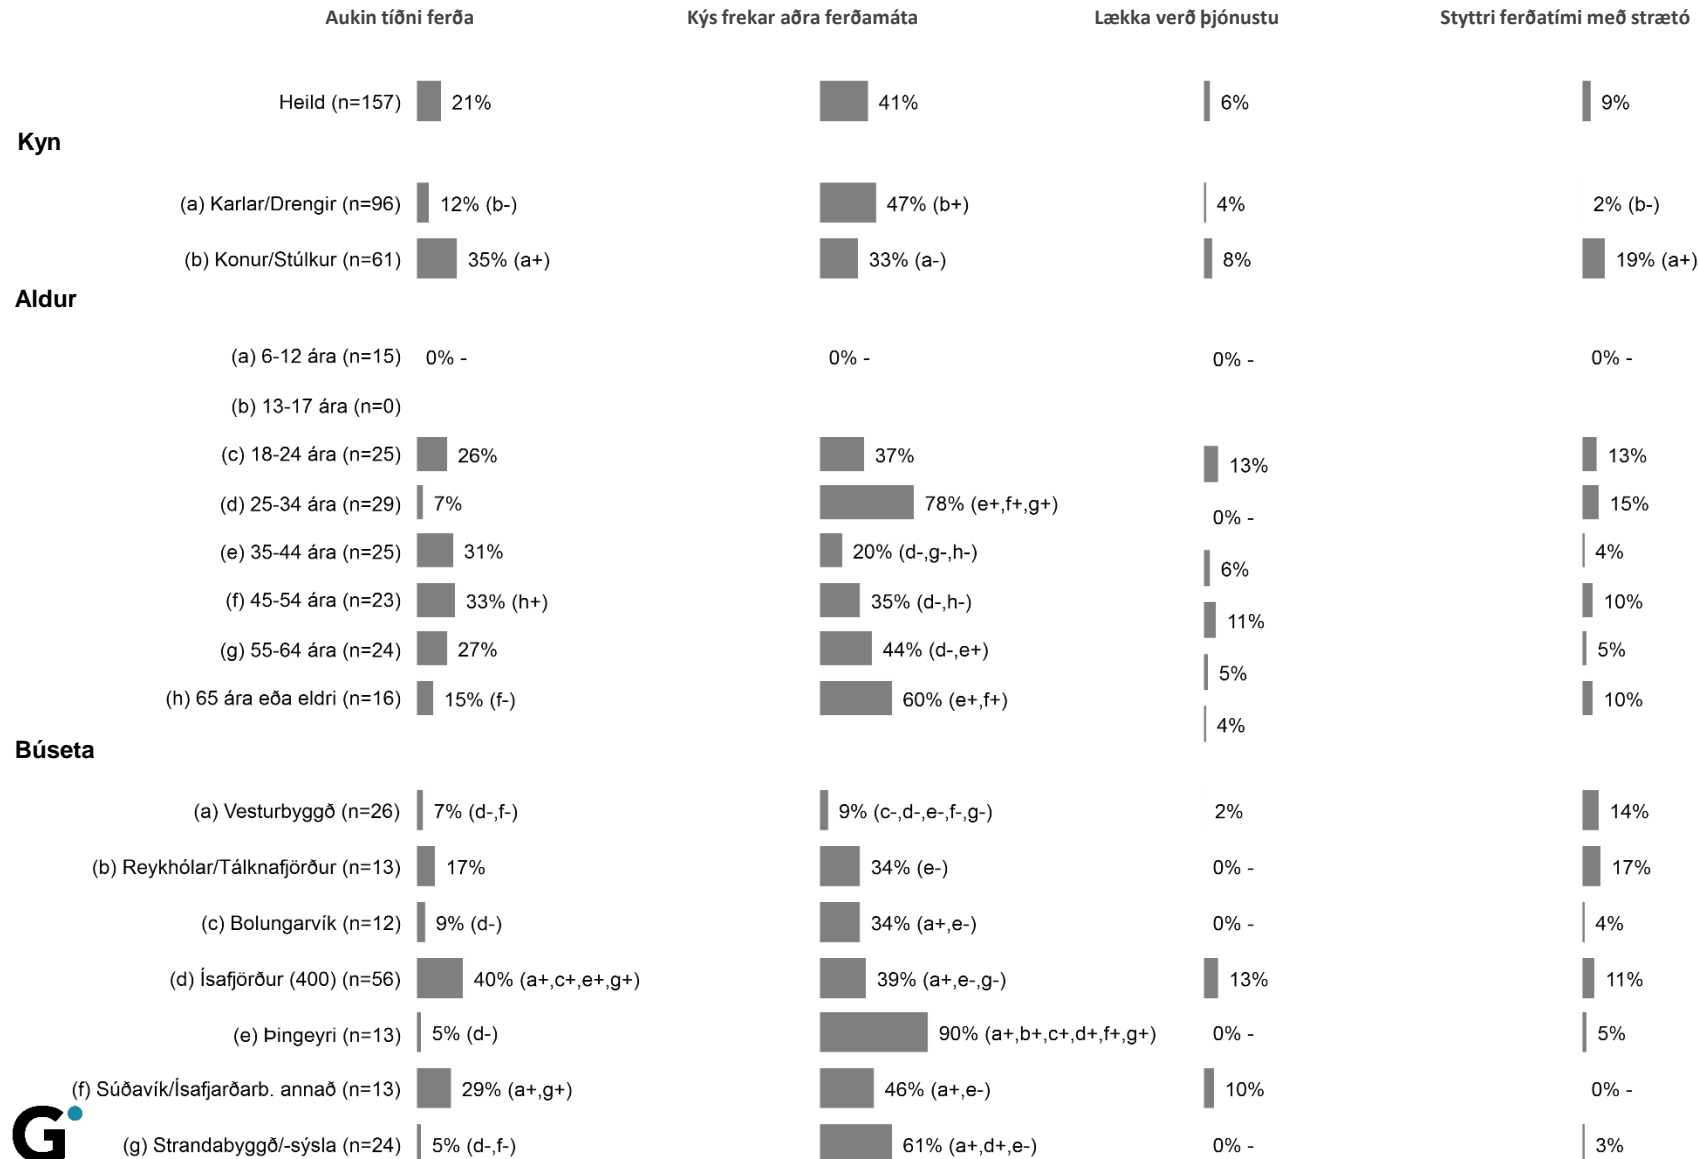 Aukin tíðni ferða Kýs frekar aðra ferðamáta Lækka verð þjónustu Styttri ferðatími með strætó
Heild (n=157) 21% 41% 6% 9%
Kyn
(a) Karlar/Drengir (n=96) 12% (b-) 47% (b+) 4% 2% (b-)
(b) Konur/Stúlkur (n=61) 35% (a+) 33% (a-) 8% 19% (a+)
Aldur
(a) 6-12 ára (n=15) 0% - 0% - 0% - 0% -
(b) 13-17 ára (n=0)
(c) 18-24 ára (n=25) 26% 37% 13% 13%
(d) 25-34 ára (n=29) 7% 78% (e+,f+,g+) 0% - 15%
(e) 35-44 ára (n=25) 31% 20% (d-,g-,h-) 6% 4%
(f) 45-54 ára (n=23) 33% (h+) 35% (d-,h-) 11% 10%
(g) 55-64 ára (n=24) 27% 44% (d-,e+) 5% 5%
(h) 65 ára eða eldri (n=16) 15% (f-) 60% (e+,f+) 4% 10%
Búseta
(a) Vesturbyggð (n=26) 7% (d-,f-) 9% (c-,d-,e-,f-,g-) 2% 14%
(b) Reykhólar/Tálknafjörður (n=13) 17% 34% (e-) 0% - 17%
(c) Bolungarvík (n=12) 9% (d-) 34% (a+,e-) 0% - 4%
(d) Ísafjörður (400) (n=56) 40% (a+,c+,e+,g+) 39% (a+,e-,g-) 13% 11%
(e) Þingeyri (n=13) 5% (d-) 90% (a+,b+,c+,d+,f+,g+) 0% - 5%
(f) Súðavík/Ísafjarðarb. annað (n=13) 29% (a+,g+) 46% (a+,e-) 10% 0% -
(g) Strandabyggð/-sýsla (n=24) 5% (d-,f-) 61% (a+,d+,e-) 0% - 3%
G